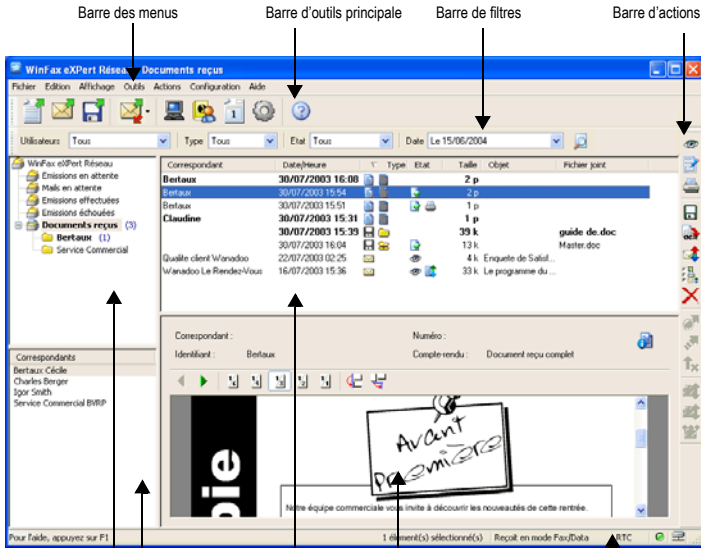 Barre des menus Barre d'outils principale Barre de filtres Barre d'actions
WinFax eXPert Réseau - Documents reçus
Fichier Edition Affichage Outils Actions Configuration Aide
Utilisateurs Tous Type Tous Etat Tous Date Le 15/06/2004
WinFax eXPert Réseau
Emissions en attente
Mails en attente
Emissions effectuées
Emissions échouées
Documents reçus (3)
Bertaux (1)
Service Commercial
Correspondant Date/Heure Type Etat Taille Objet Fichier joint
Bertaux 30/07/2003 16:08 2 p
Bertaux 30/07/2003 15:54 2 p
Bertaux 30/07/2003 15:51 1 p
Claudine 30/07/2003 15:31 1 p
30/07/2003 15:39 39 k guide de.doc
30/07/2003 16:04 13 k Master.doc
Qualite client Wanadoo 22/07/2003 02:25 4 k Enquete de Satisf...
Wanadoo Le Rendez-Vous 16/07/2003 15:36 33 k Le programme du ...
Correspondants
Bertaux Cécile
Charles Berger
Igor Smith
Service Commercial BVRP
Correspondant : Numéro :
Identifiant : Bertaux Compte-rendu : Document reçu complet
pie
Avant
Première
Notre équipe commerciale vous invite à découvrir les nouveautés de cette rentrée.
Pour l'aide, appuyez sur F1 1 élément(s) sélectionné(s) Reçoit en mode Fax/Data RTC